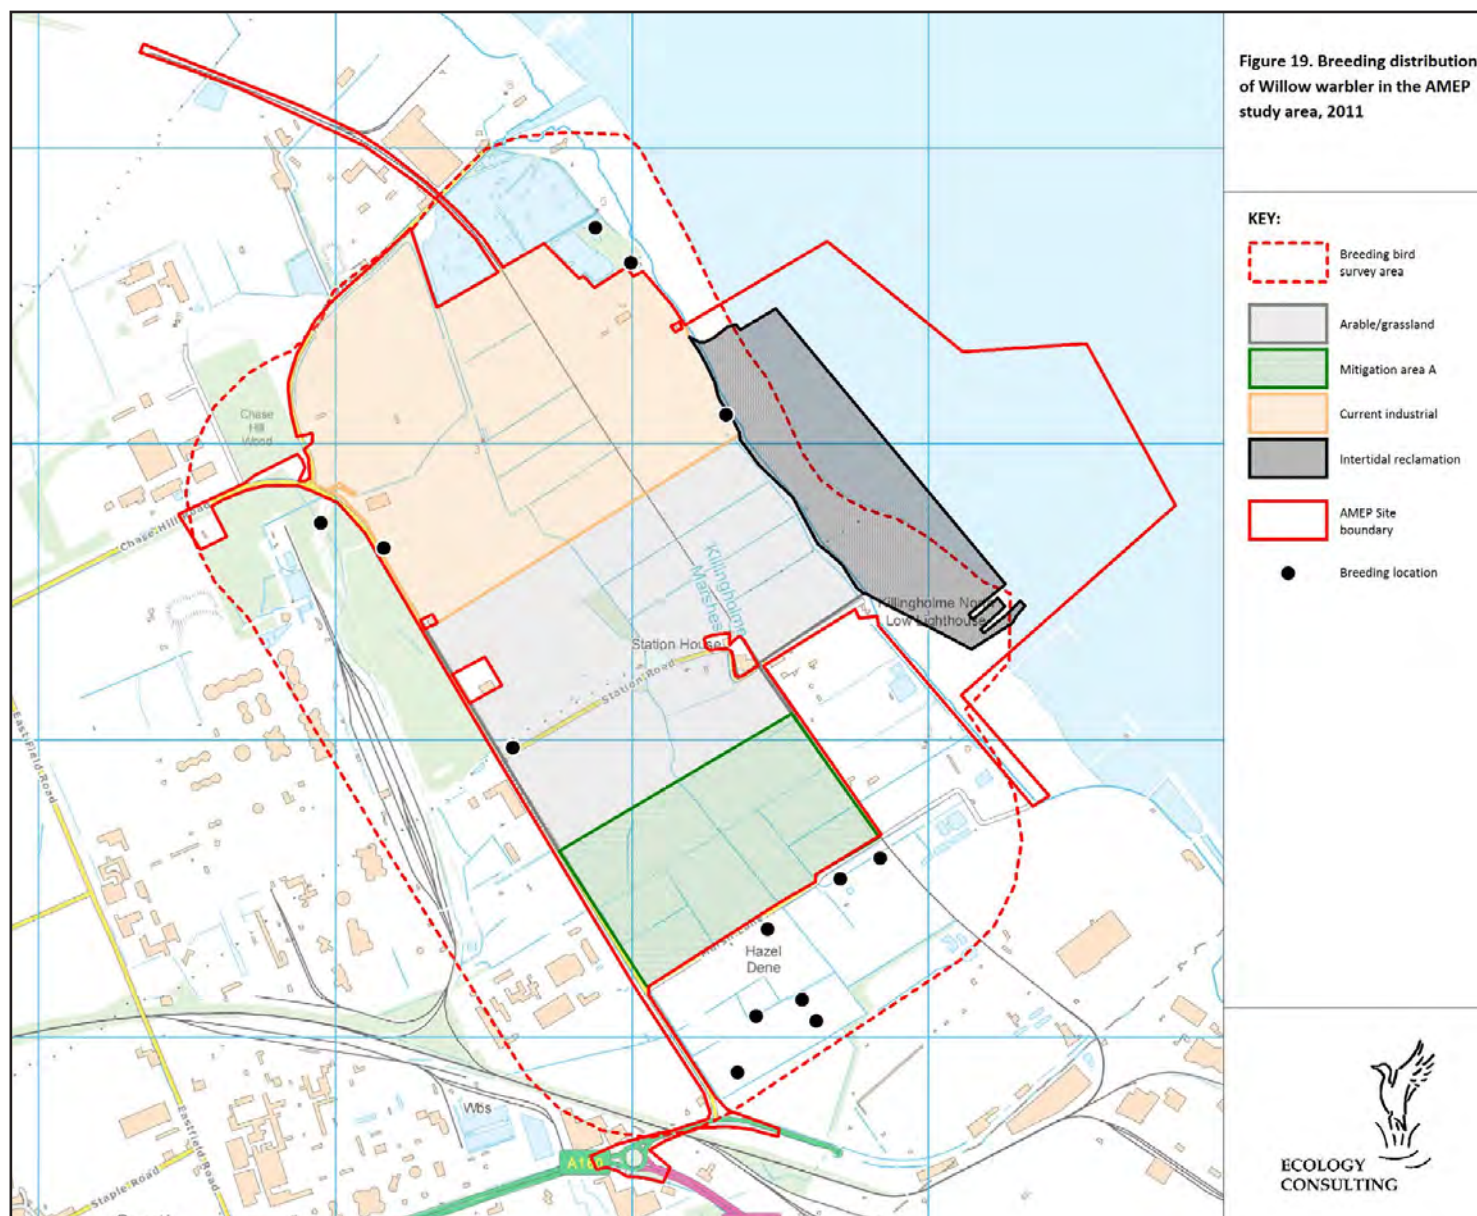 Figure 19. Breeding distribution
of Willow warbler in the AMEP
study area, 2011
KEY:
Breeding bird
survey area
Arable/grassland
Mitigation area A
Current industrial
Intertidal reclamation
AMEP Site
boundary
Breeding location
Chase
Hill
Wood
Chase Hill Road
Killingholme
Marshes
Killingholme
Low Lighthouse
Station House
Station Road
East Field Road
Hazel
Dene
Wks
Eastfield Road
Staple Road
ECOLOGY
CONSULTING